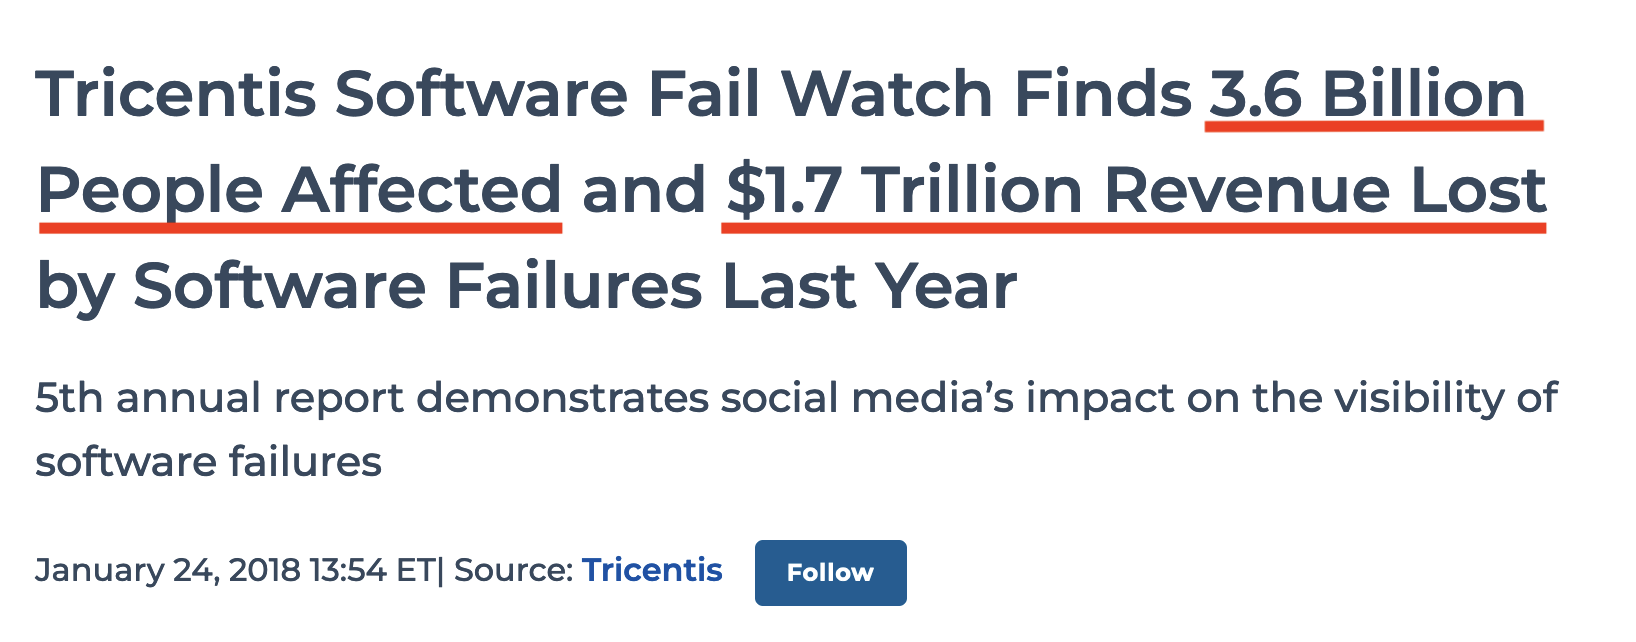 Tricentis Software Fail Watch Finds 3.6 Billion
People Affected and $1.7 Trillion Revenue Lost
by Software Failures Last Year
5th annual report demonstrates social media’s impact on the visibility of
software failures
January 24, 2018 13:54 ET| Source: Tricentis Follow